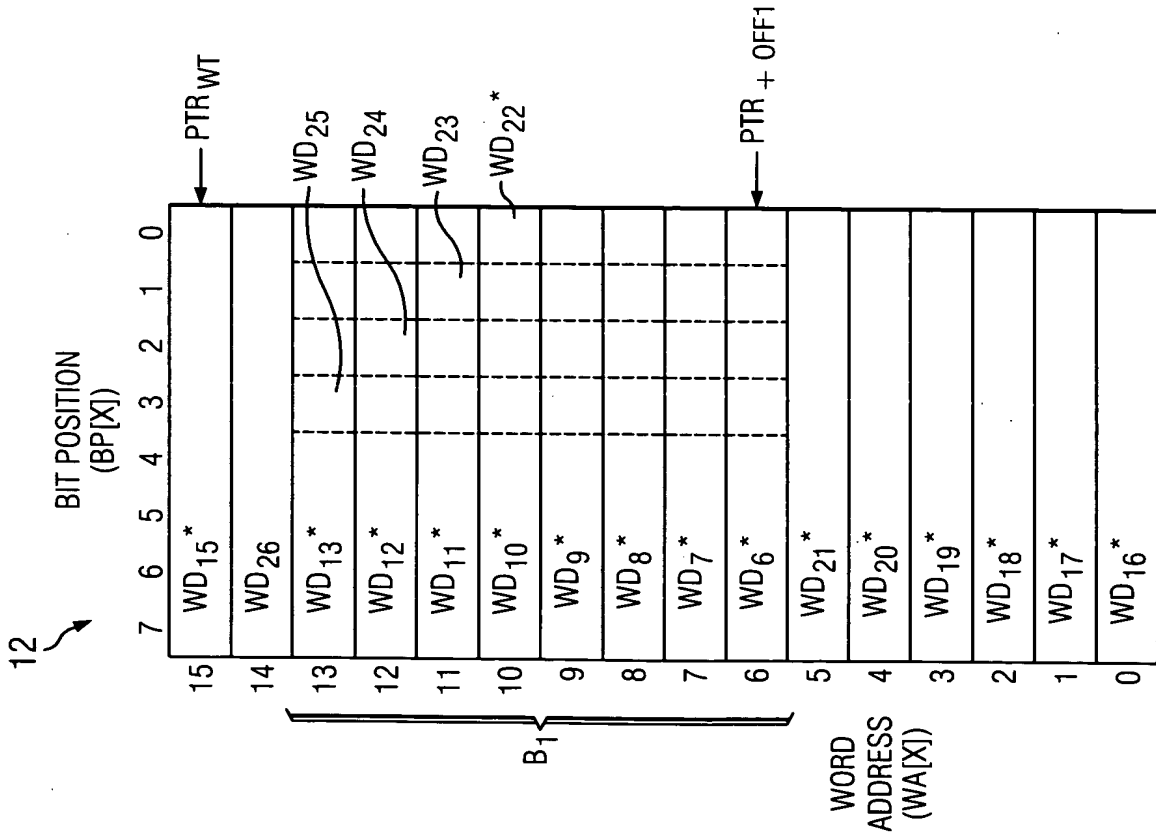 12
BIT POSITION
(BP[X])
7 6 5 4 3 2 1 0
15 WD15* PTRWT
14 WD26
13 WD13* WD25
12 WD12* WD24
11 WD11* WD23
10 WD10* WD22*
9 WD9*
8 WD8*
7 WD7*
6 WD6* PTR + OFF1
5 WD21*
4 WD20*
3 WD19*
2 WD18*
1 WD17*
0 WD16*
B1
WORD
ADDRESS
(WA[X])